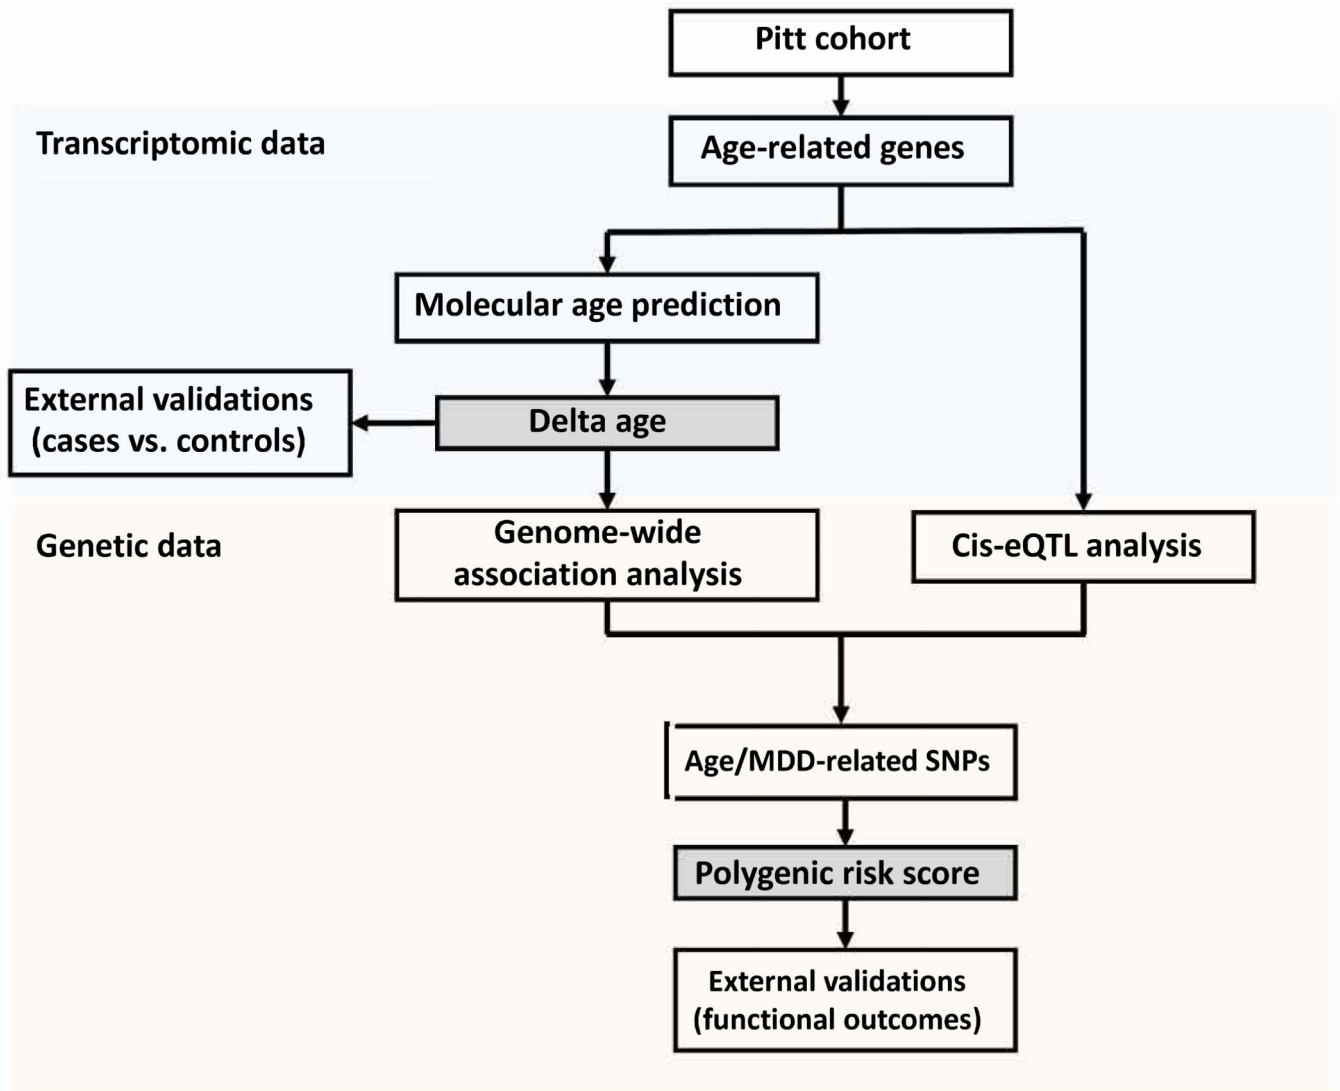 Pitt cohort
Transcriptomic data
Age-related genes
Molecular age prediction
External validations
(cases vs. controls)
Delta age
Genetic data
Genome-wide
association analysis
Cis-eQTL analysis
Age/MDD-related SNPs
Polygenic risk score
External validations
(functional outcomes)